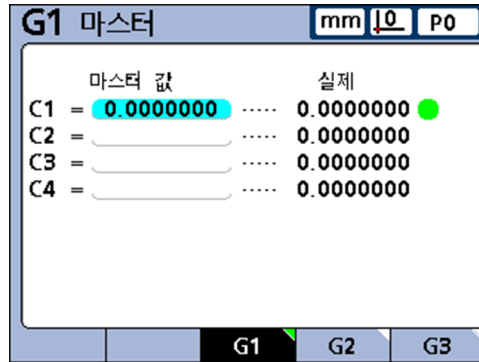 G1 마스터 mm 0 P0
마스터 값 실제
C1 = 0.0000000 ..... 0.0000000
C2 = ..... 0.0000000
C3 = ..... 0.0000000
C4 = ..... 0.0000000
G1 G2 G3